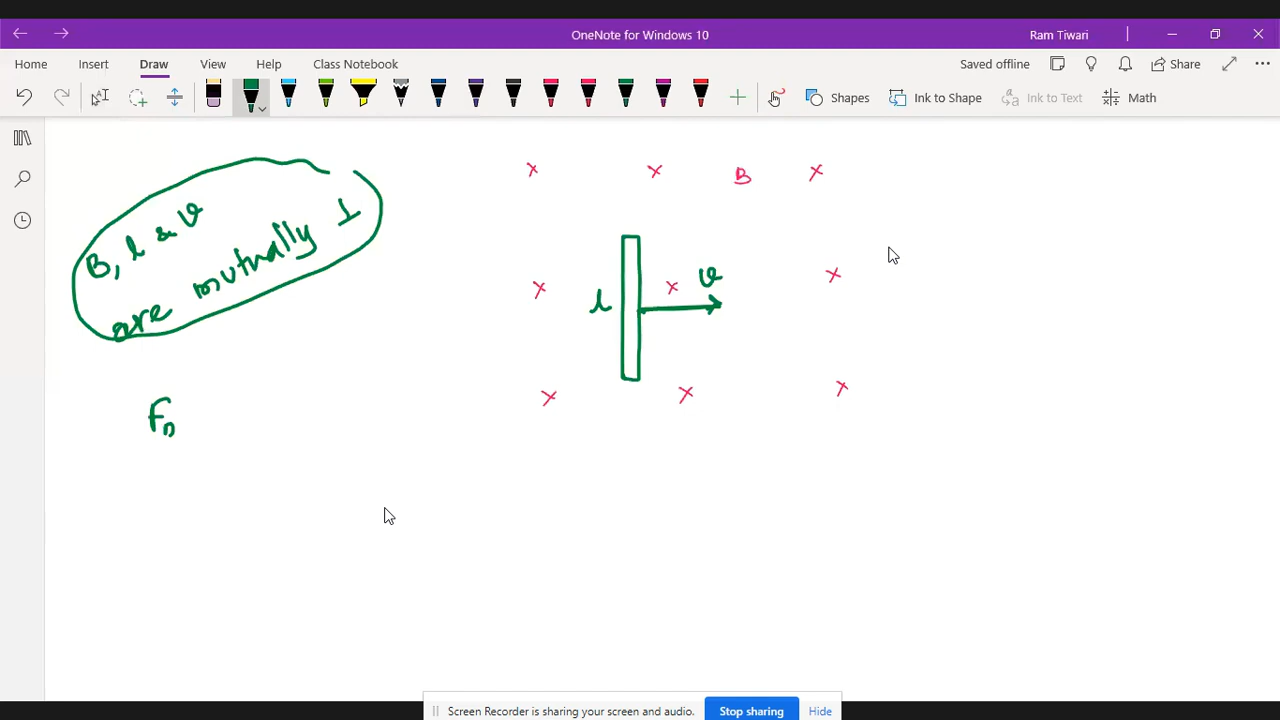 OneNote for Windows 10
Ram Tiwari
Home Insert Draw View Help Class Notebook
Saved offline Share
Shapes Ink to Shape Ink to Text Math
B, l & v
are mutually ⊥
x x B x
l x v x
x x x
F
Screen Recorder is sharing your screen and audio. Stop sharing Hide